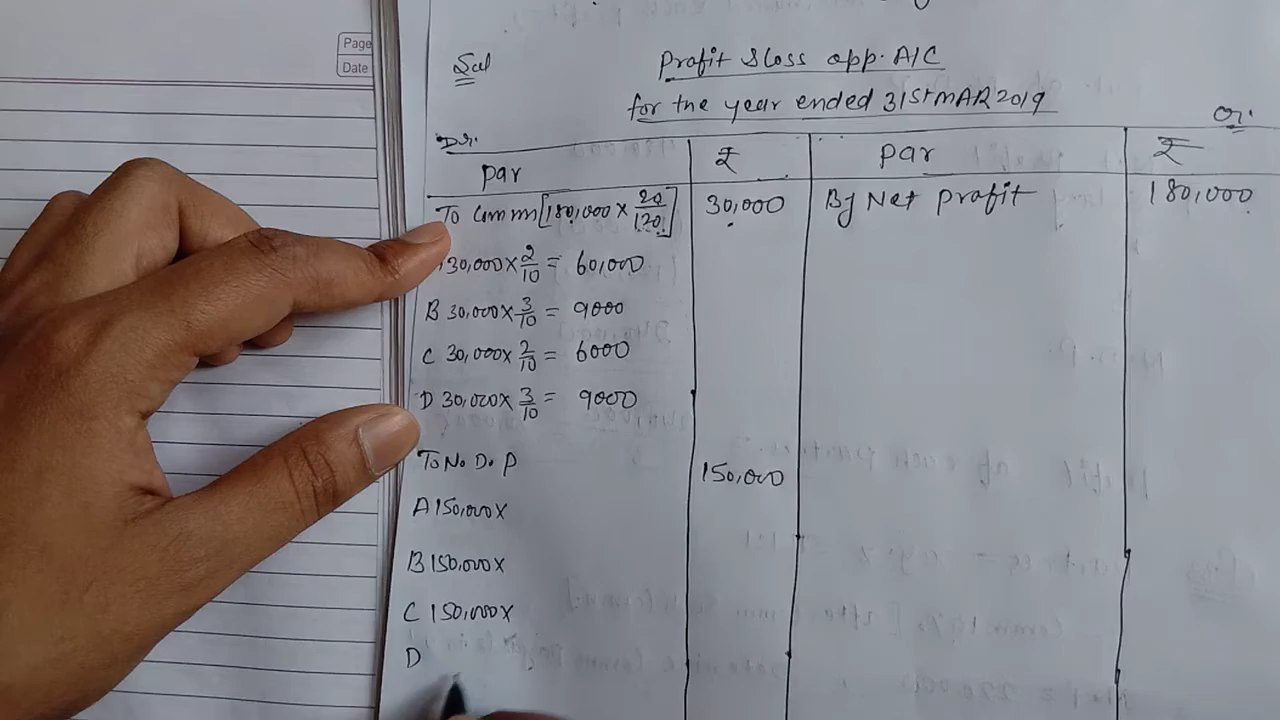 Page
Date
Sol
Profit & loss app. A/C
for the year ended 31st MAR 2019
Dr.
Cr.
par ₹ par ₹
To Comm [180,000 × 20/120] 30,000 By Net profit 180,000
30,000 × 2/10 = 60,000
B 30,000 × 3/10 = 9000
C 30,000 × 2/10 = 6000
D 30,000 × 3/10 = 9000
To N. D. P 150,000
A 150,000 ×
B 150,000 ×
C 150,000 ×
D